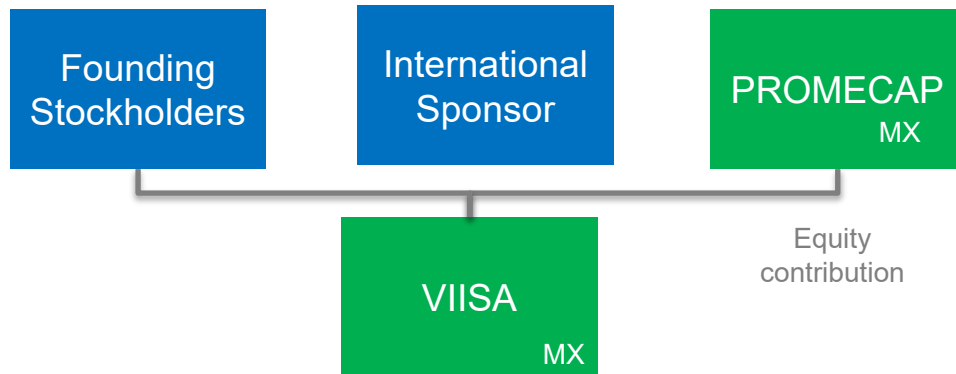 Founding
Stockholders
International
Sponsor
PROMECAP
MX
Equity
contribution
VIISA
MX